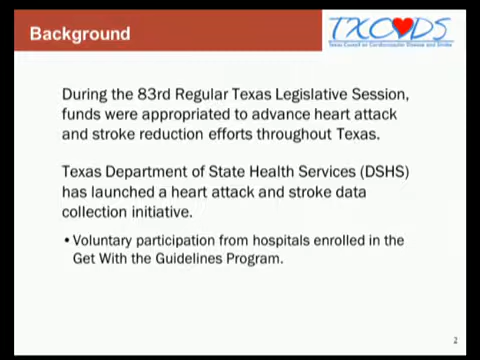 Background
TXC❤DS
Texas Council on Cardiovascular Disease and Stroke
During the 83rd Regular Texas Legislative Session,
funds were appropriated to advance heart attack
and stroke reduction efforts throughout Texas.
Texas Department of State Health Services (DSHS)
has launched a heart attack and stroke data
collection initiative.
• Voluntary participation from hospitals enrolled in the
Get With the Guidelines Program.
2